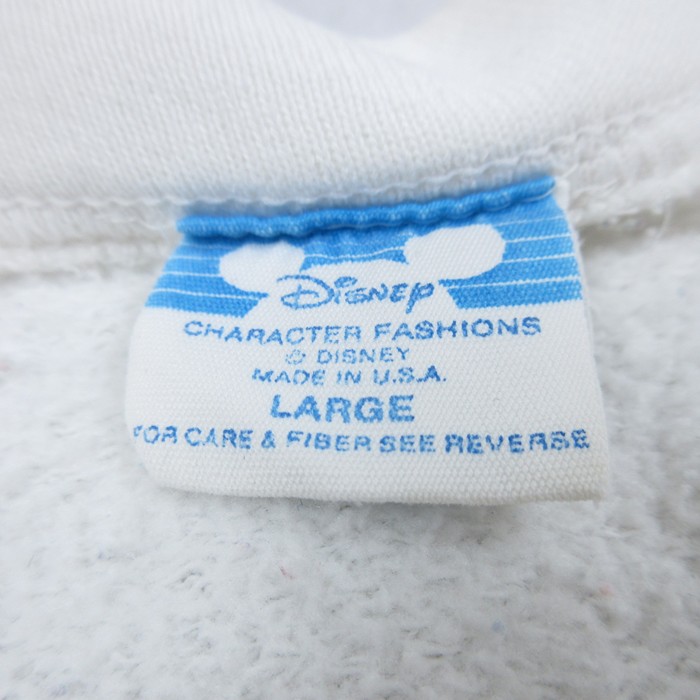 Disney
CHARACTER FASHIONS
© DISNEY
MADE IN U.S.A.
LARGE
FOR CARE & FIBER SEE REVERSE